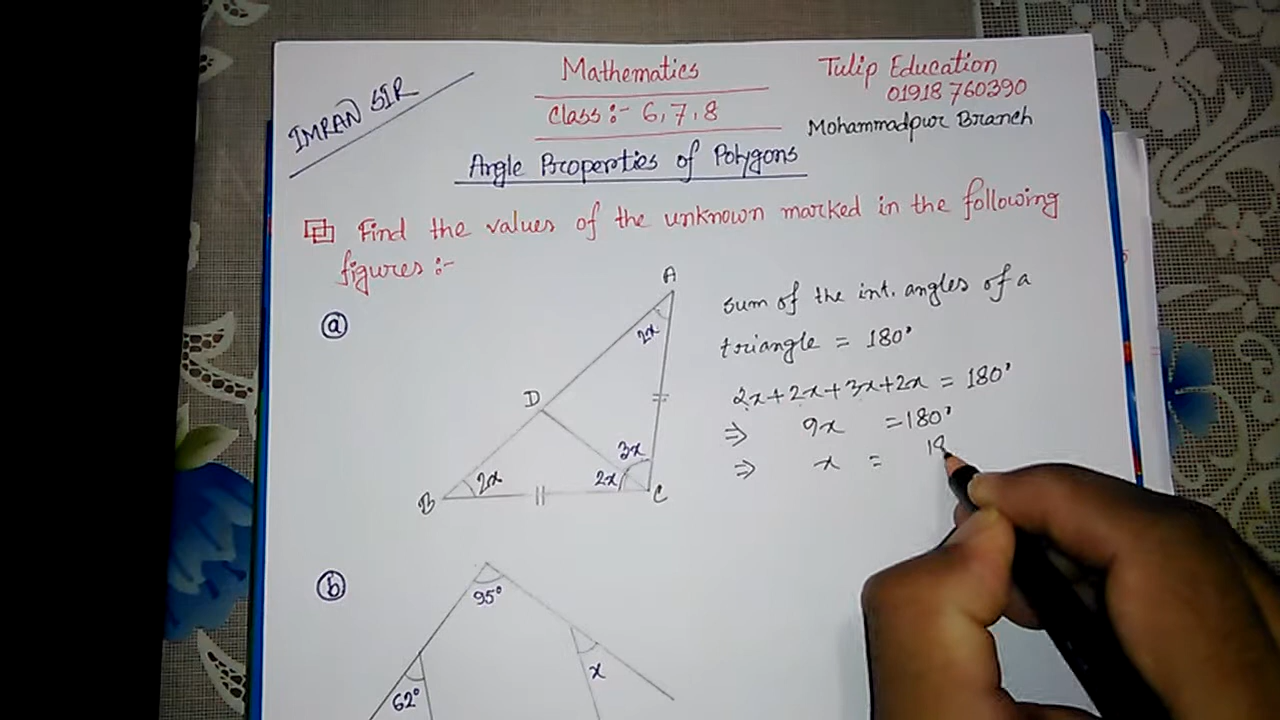 IMRAN SIR
Mathematics
Class :- 6, 7, 8
Tulip Education
01918 760390
Mohammadpur Branch
Angle Properties of Polygons
Find the values of the unknown marked in the following
figures :-
a
A
2x
D
3x
B
2x
2x
C
sum of the int. angles of a
triangle = 180°
2x+2x+3x+2x = 180°
⇒ 9x = 180°
⇒ x = 18
b
95°
x
62°